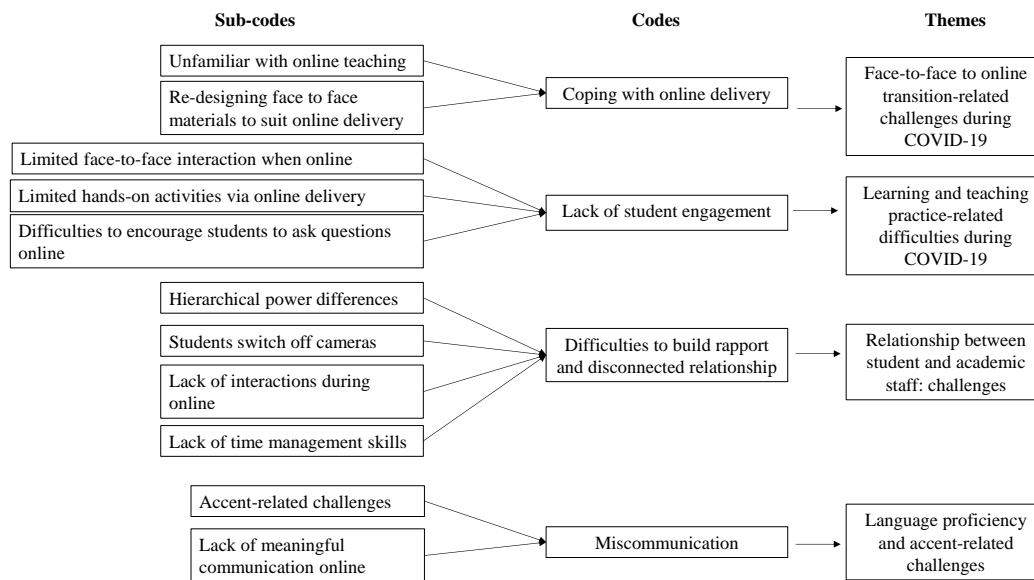 Sub-codes
Codes
Themes
Unfamiliar with online teaching
Re-designing face to face
materials to suit online delivery
Coping with online delivery
Face-to-face to online
transition-related
challenges during
COVID-19
Limited face-to-face interaction when online
Limited hands-on activities via online delivery
Difficulties to encourage students to ask questions
online
Lack of student engagement
Learning and teaching
practice-related
difficulties during
COVID-19
Hierarchical power differences
Students switch off cameras
Lack of interactions during
online
Lack of time management skills
Difficulties to build rapport
and disconnected relationship
Relationship between
student and academic
staff: challenges
Accent-related challenges
Lack of meaningful
communication online
Miscommunication
Language proficiency
and accent-related
challenges